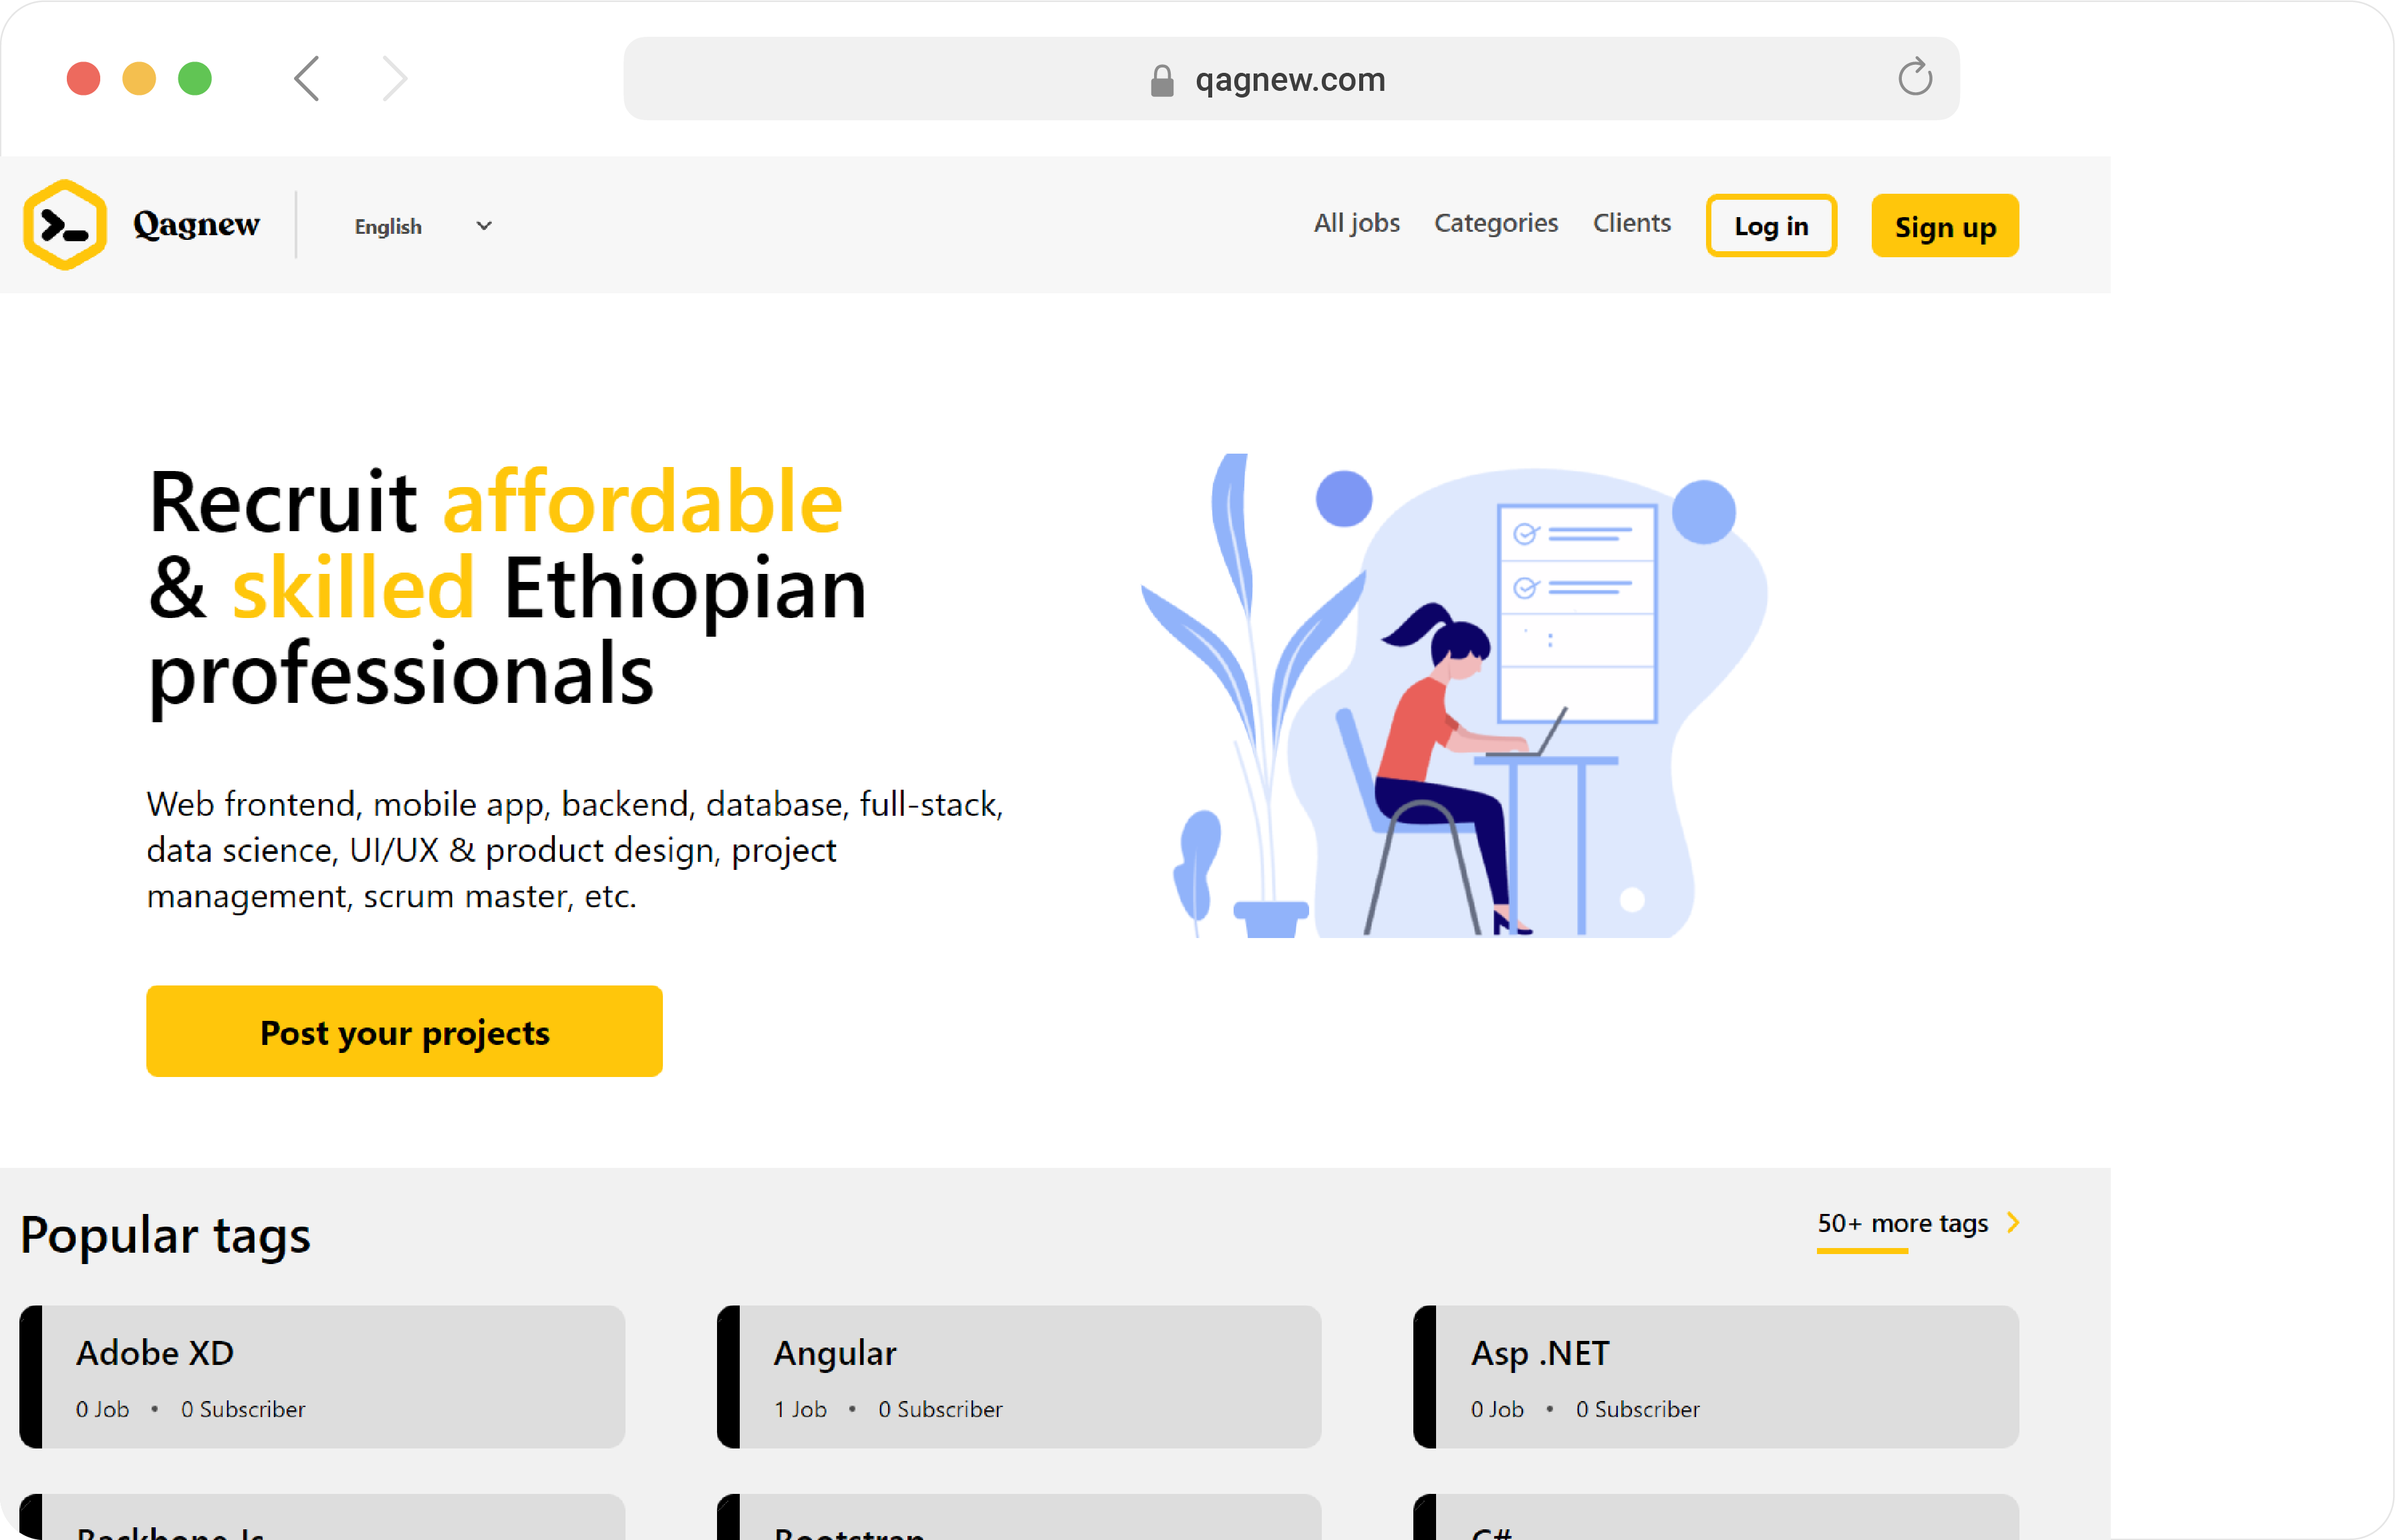 qagnew.com
Qagnew
English
All jobs Categories Clients Log in Sign up
Recruit affordable
& skilled Ethiopian
professionals
Web frontend, mobile app, backend, database, full-stack,
data science, UI/UX & product design, project
management, scrum master, etc.
Post your projects
Popular tags
50+ more tags
Adobe XD
0 Job • 0 Subscriber
Angular
1 Job • 0 Subscriber
Asp .NET
0 Job • 0 Subscriber
Backbone Js
Bootstrap
C#